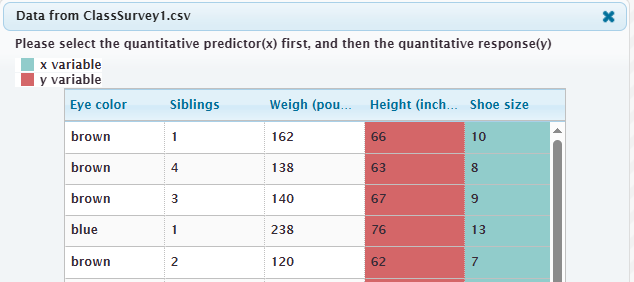 Data from ClassSurvey1.csv
Please select the quantitative predictor(x) first, and then the quantitative response(y)
x variable
y variable
Eye color Siblings Weigh (pou... Height (inch... Shoe size
brown 1 162 66 10
brown 4 138 63 8
brown 3 140 67 9
blue 1 238 76 13
brown 2 120 62 7